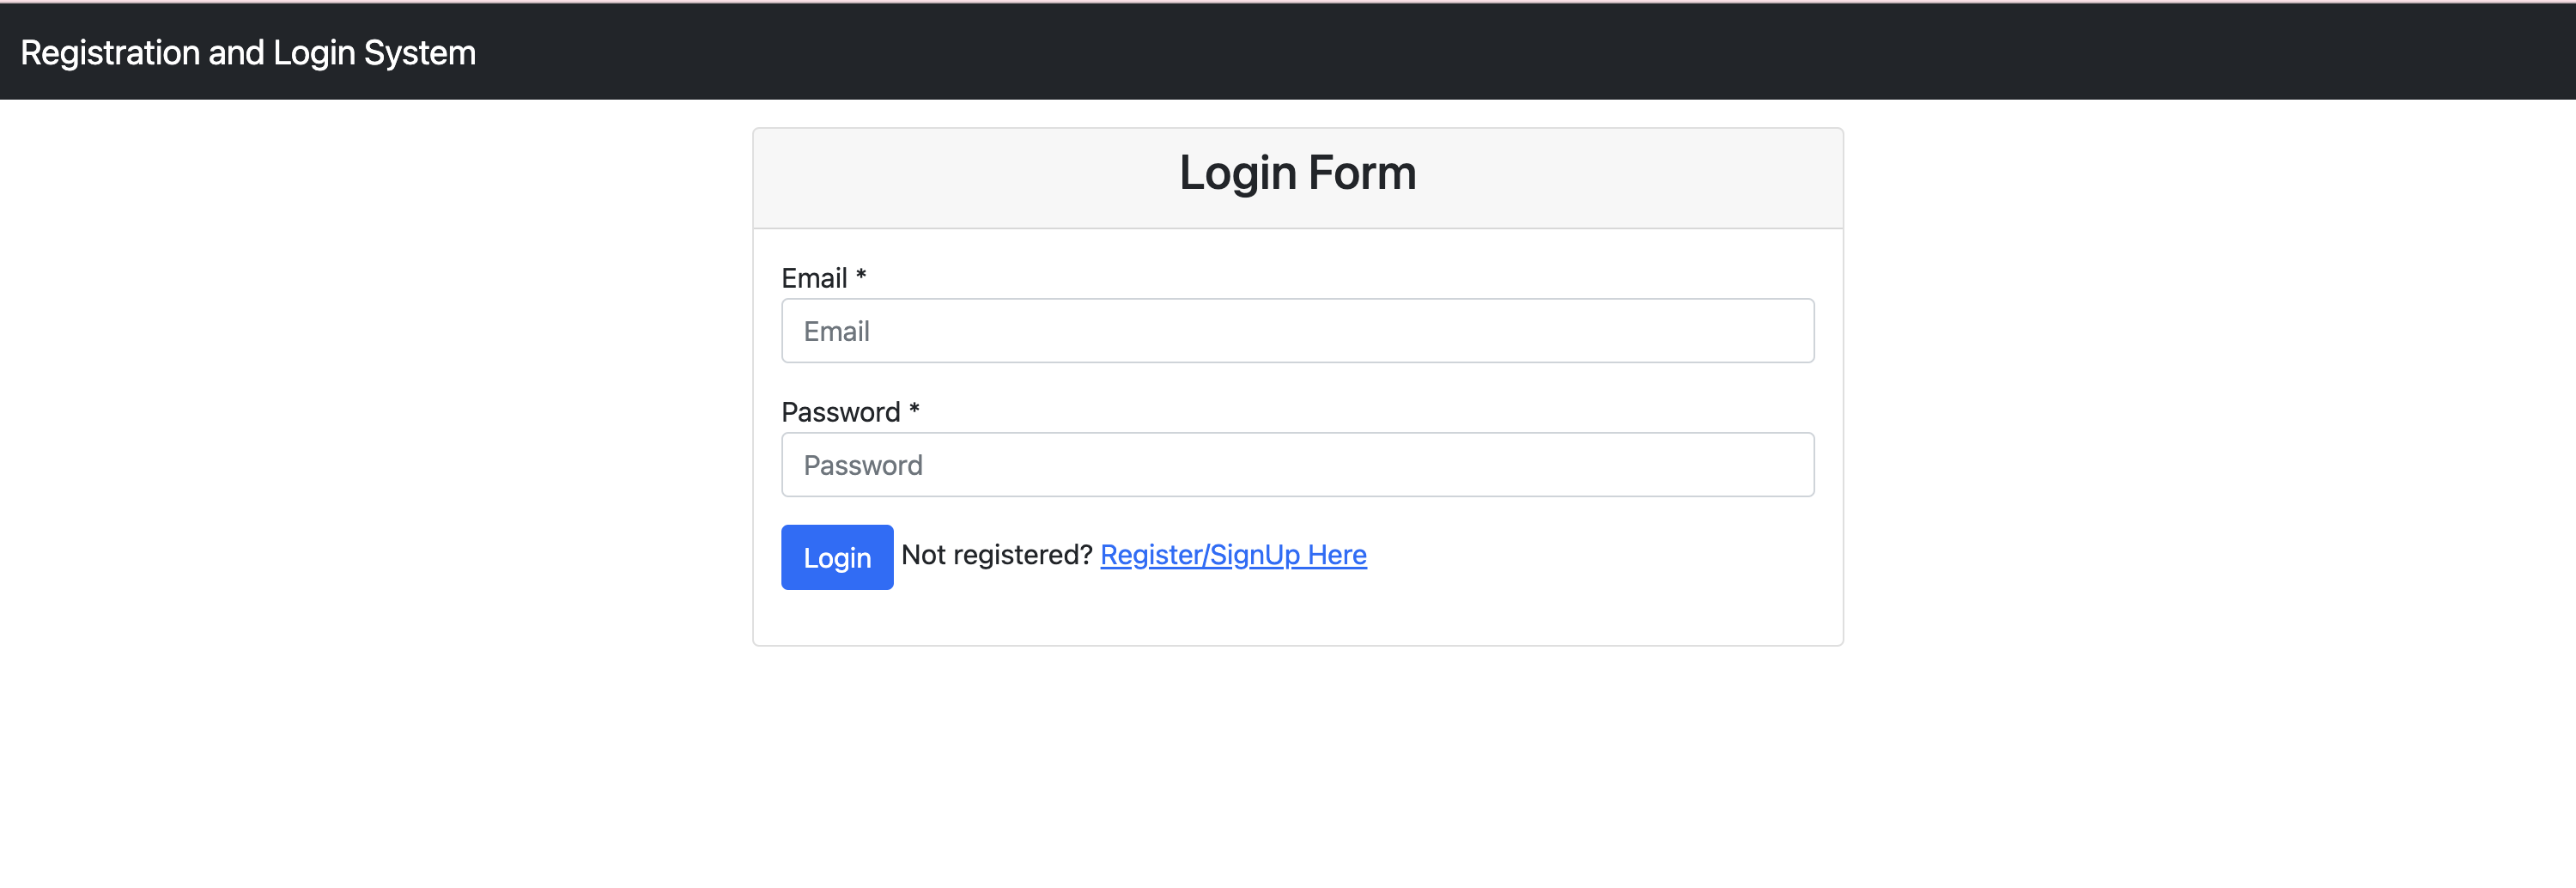 Registration and Login System
Login Form
Email *
Email
Password *
Password
Login Not registered? Register/SignUp Here